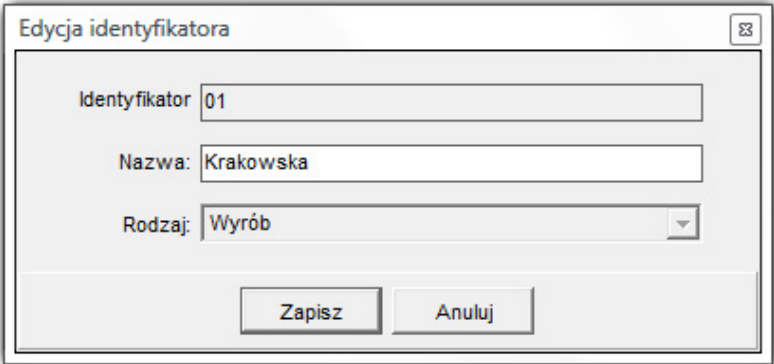 Edycja identyfikatora
Identyfikator 01
Nazwa: Krakowska
Rodzaj: Wyrób
Zapisz Anuluj